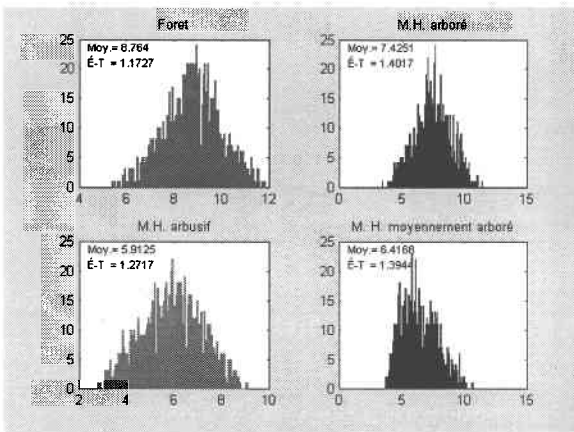 Foret
Moy.= 8.764
É-T = 1.1727
25
20
15
10
5
0
4 6 8 10 12
M.H. arboré
Moy.= 7.4251
É-T = 1.4017
25
20
15
10
5
0
0 5 10 15
M.H. arbusif
Moy.= 5.9125
É-T = 1.2717
25
20
15
10
5
0
2 4 6 8 10
M. H. moyennement arboré
Moy.= 6.4168
É-T = 1.3944
25
20
15
10
5
0
0 5 10 15